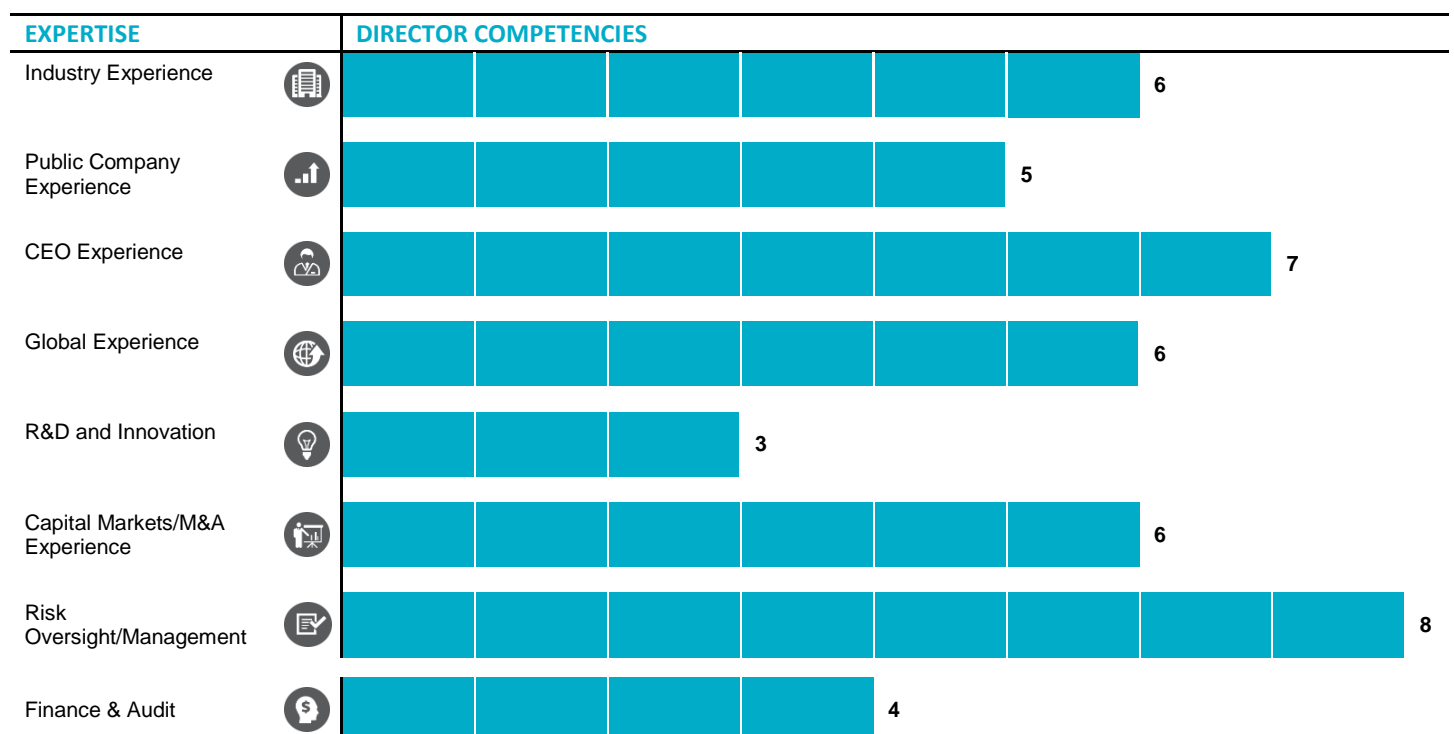 EXPERTISE DIRECTOR COMPETENCIES
Industry Experience 6
Public Company
Experience 5
CEO Experience 7
Global Experience 6
R&D and Innovation 3
Capital Markets/M&A
Experience 6
Risk
Oversight/Management 8
Finance & Audit $ 4